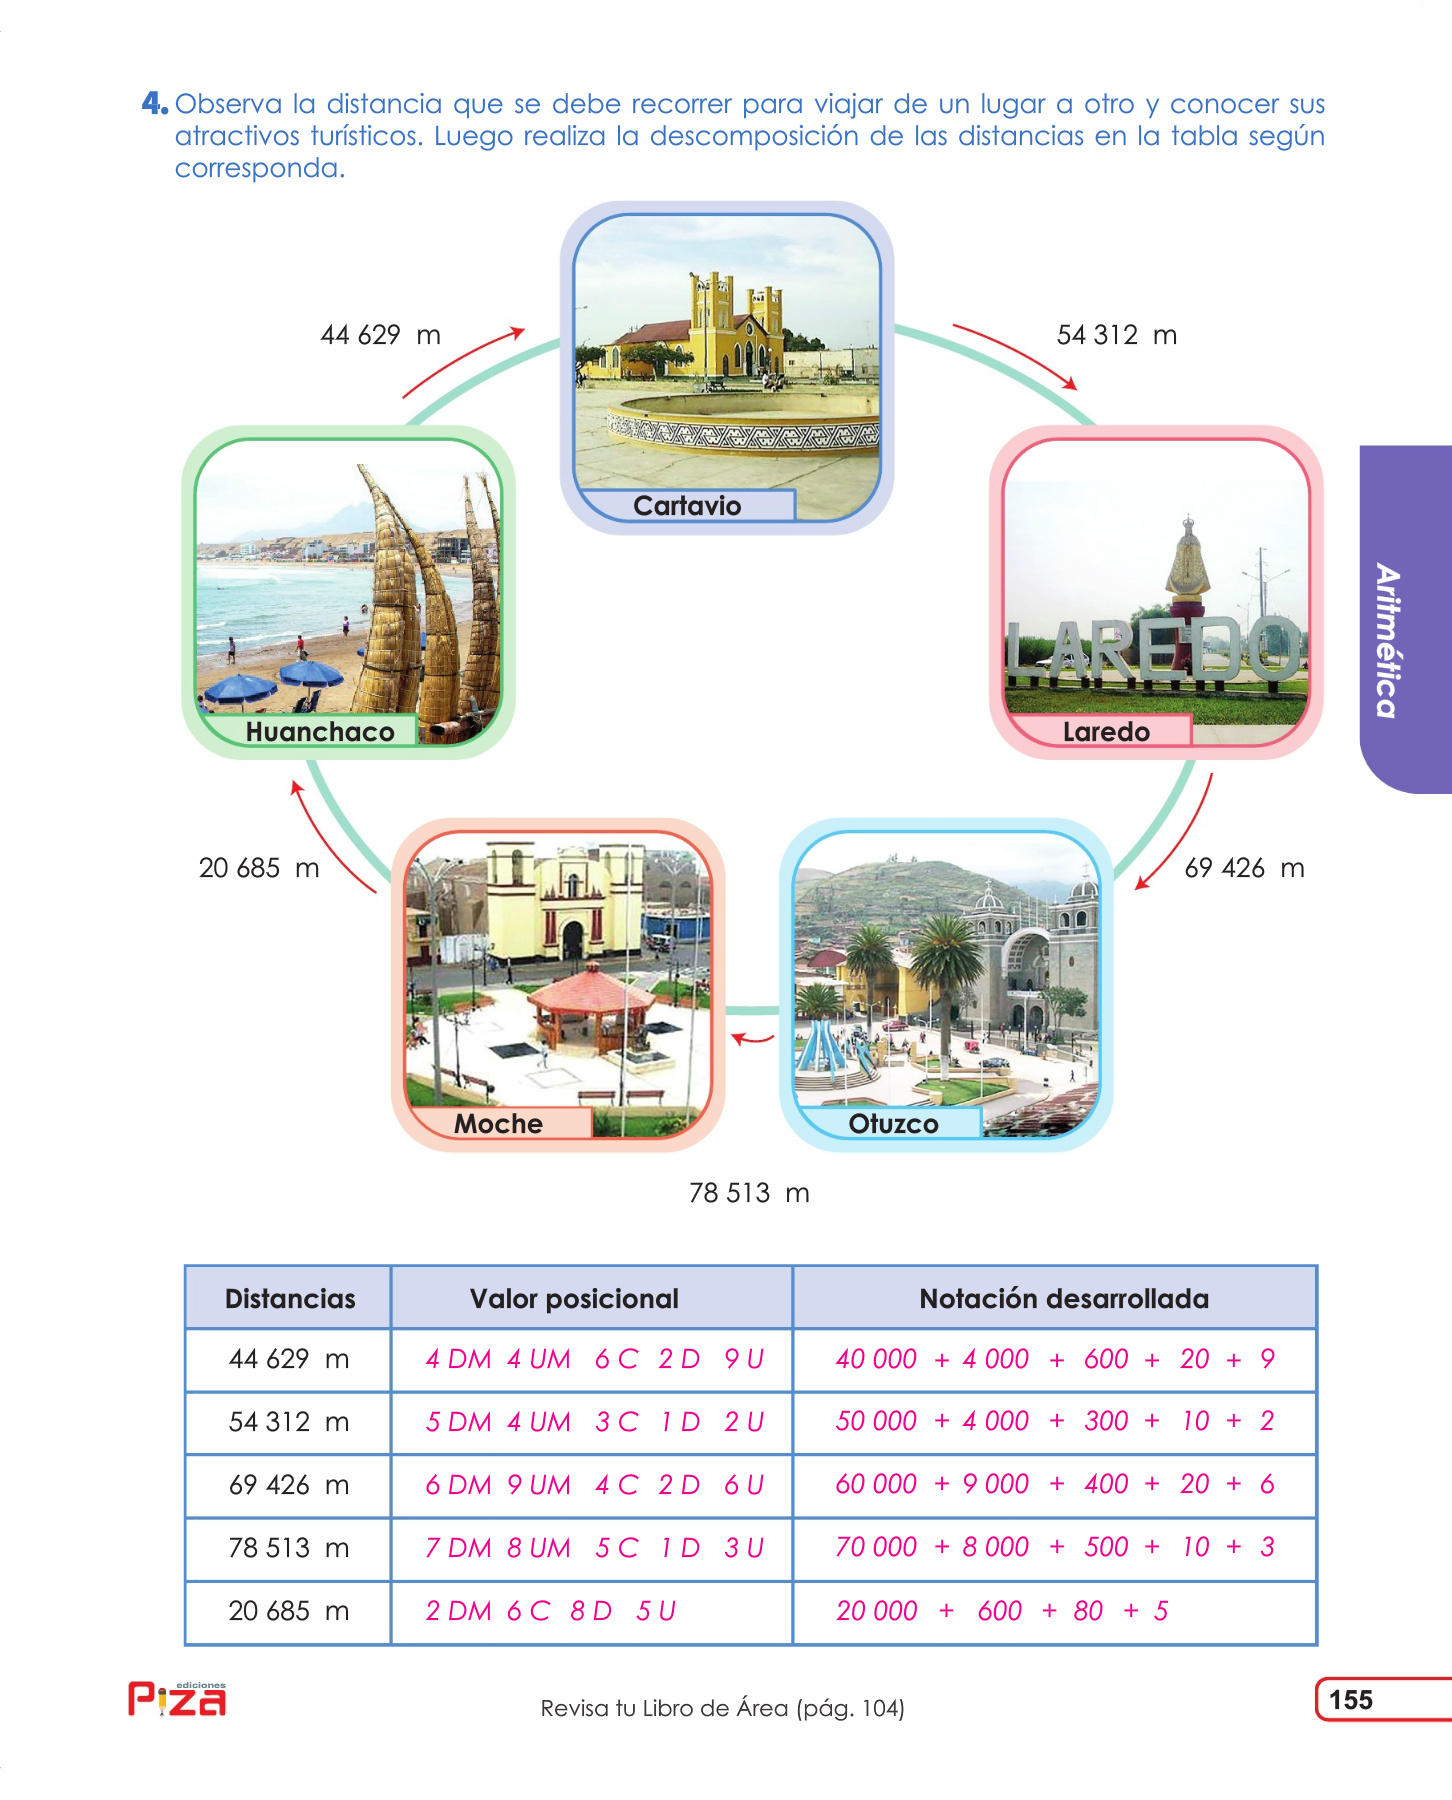 4. Observa la distancia que se debe recorrer para viajar de un lugar a otro y conocer sus
atractivos turísticos. Luego realiza la descomposición de las distancias en la tabla según
corresponda.
44 629 m
54 312 m
Cartavio
LAREDO
Huanchaco
Laredo
Aritmética
20 685 m
69 426 m
Moche
Otuzco
78 513 m
Distancias Valor posicional Notación desarrollada
44 629 m 4 DM 4 UM 6 C 2 D 9 U 40 000 + 4 000 + 600 + 20 + 9
54 312 m 5 DM 4 UM 3 C 1 D 2 U 50 000 + 4 000 + 300 + 10 + 2
69 426 m 6 DM 9 UM 4 C 2 D 6 U 60 000 + 9 000 + 400 + 20 + 6
78 513 m 7 DM 8 UM 5 C 1 D 3 U 70 000 + 8 000 + 500 + 10 + 3
20 685 m 2 DM 6 C 8 D 5 U 20 000 + 600 + 80 + 5
ediciones
Piza
Revisa tu Libro de Área (pág. 104)
155